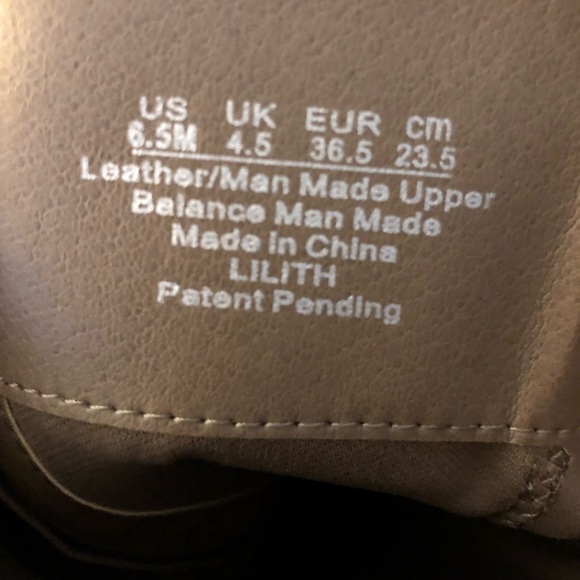 US UK EUR cm
6.5M 4.5 36.5 23.5
Leather/Man Made Upper
Balance Man Made
Made in China
LILITH
Patent Pending